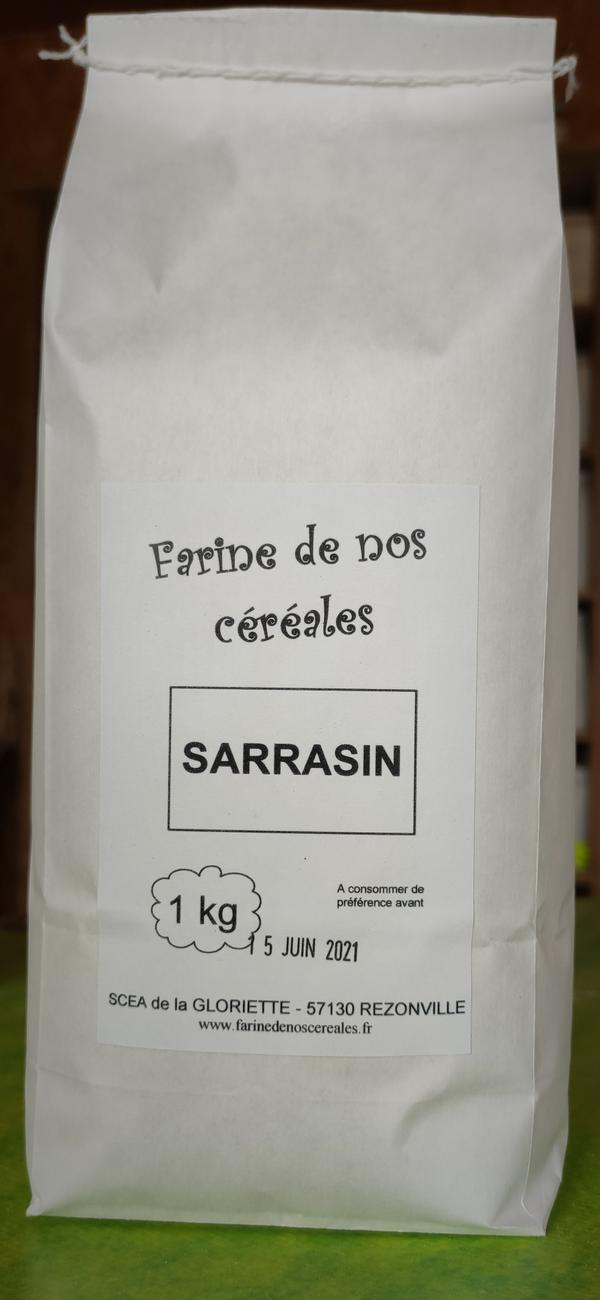 Farine de nos
céréales
SARRASIN
1 kg
A consommer de
préférence avant
15 JUIN 2021
SCEA de la GLORIETTE - 57130 REZONVILLE
www.farinedenoscereales.fr